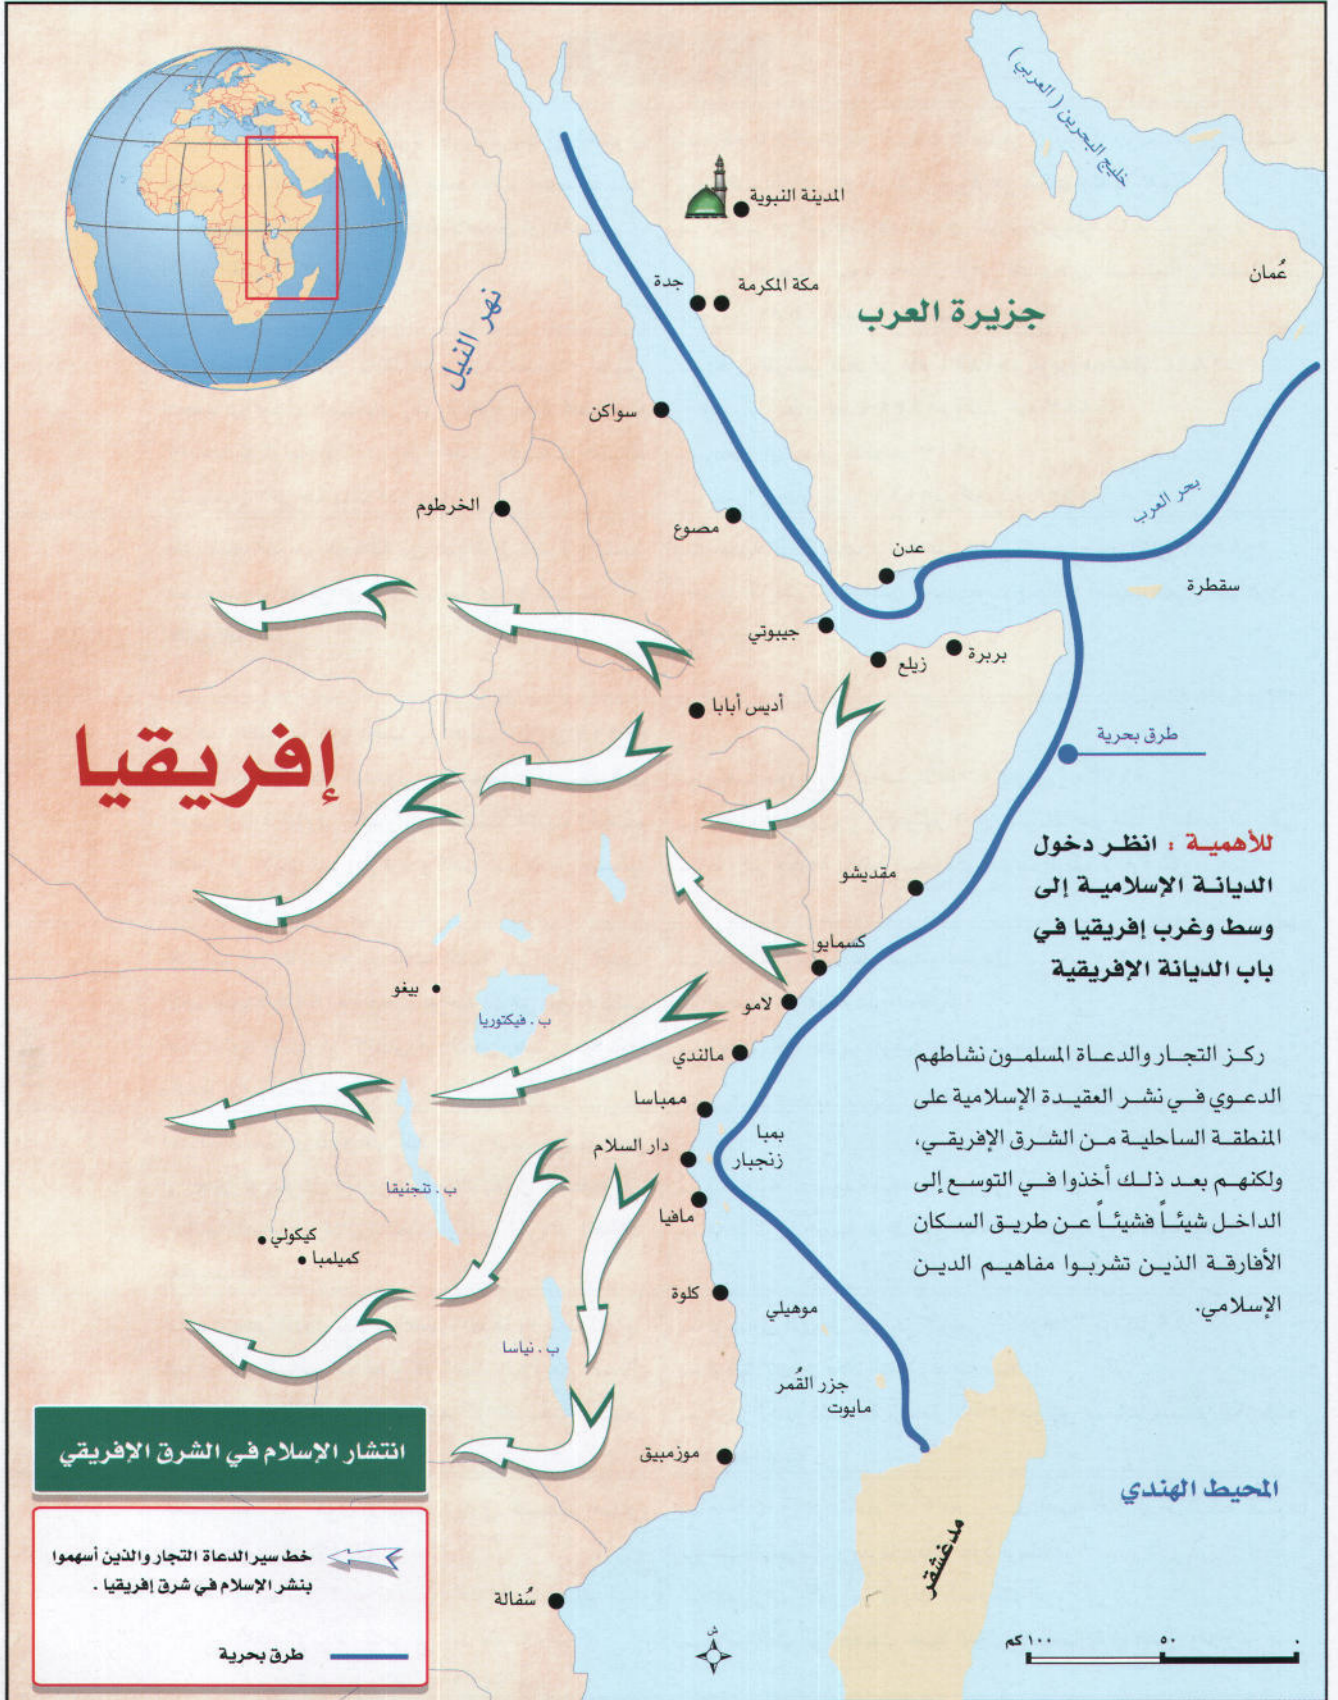 خليج البحرين ( العربي )
المدينة النبوية
عُمان
مكة المكرمة
جدة
جزيرة العرب
نهر النيل
سواكن
بحر العرب
الخرطوم
مصوع
عدن
سقطرة
جيبوتي
زيلع
بربرة
أديس أبابا
طرق بحرية
إفريقيا
للأهمية : انظر دخول
الديانة الإسلامية إلى
وسط وغرب إفريقيا في
باب الديانة الإفريقية
مقديشو
كسمايو
بيغو
لامو
ب . فيكتوريا
مالندي
ركز التجار والدعاة المسلمون نشاطهم
الدعوي في نشر العقيدة الإسلامية على
المنطقة الساحلية من الشرق الإفريقي،
ولكنهم بعد ذلك أخذوا في التوسع إلى
الداخل شيئاً فشيئاً عن طريق السكان
الأفارقة الذين تشربوا مفاهيم الدين
الإسلامي.
ممباسا
بمبا
زنجبار
دار السلام
ب . تنجنيقا
مافيا
كيكولي
كميلمبا
كلوة
موهيلي
ب . نياسا
جزر القُمر
مايوت
موزمبيق
انتشار الإسلام في الشرق الإفريقي
المحيط الهندي
مدغشقر
خط سير الدعاة التجار والذين أسهموا
بنشر الإسلام في شرق إفريقيا .
طرق بحرية
سُفالة
ش
٠ ٥٠ ١٠٠ كم